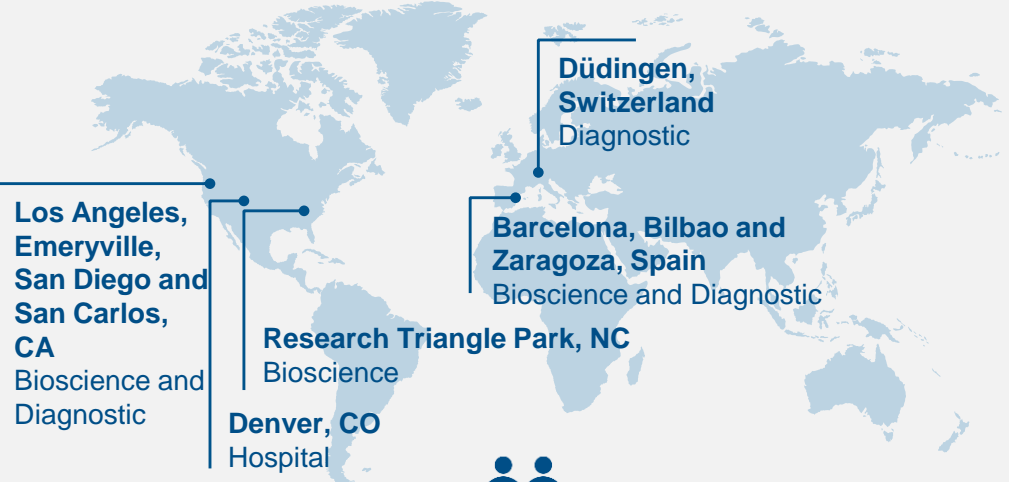 Düdingen,
Switzerland
Diagnostic
Los Angeles,
Emeryville,
San Diego and
San Carlos,
CA
Bioscience and
Diagnostic
Barcelona, Bilbao and
Zaragoza, Spain
Bioscience and Diagnostic
Research Triangle Park, NC
Bioscience
Denver, CO
Hospital